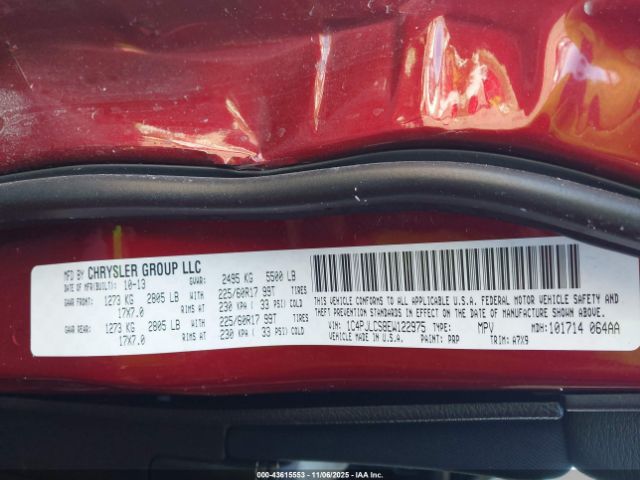 MFD BY CHRYSLER GROUP LLC
DATE OF MFR(BUILT): 10-13 GVWR: 2495 KG 5500 LB
GAWR FRONT: 1273 KG 2805 LB WITH 225/60R17 99T TIRES
17X7.0 RIMS AT 230 KPA ( 33 PSI) COLD
GAWR REAR: 1273 KG 2805 LB WITH 225/60R17 99T TIRES
17X7.0 RIMS AT 230 KPA ( 33 PSI) COLD
THIS VEHICLE CONFORMS TO ALL APPLICABLE U.S.A. FEDERAL MOTOR VEHICLE SAFETY AND
THEFT PREVENTION STANDARDS IN EFFECT ON THE DATE OF MANUFACTURE SHOWN ABOVE.
VIN: 1C4PJLCS8EW122975 TYPE: MPV MDH:101714 064AA
VEHICLE MADE IN U.S.A. PAINT: PRP TRIM: A7X9
000-43615553 - 11/06/2025 - IAA Inc.